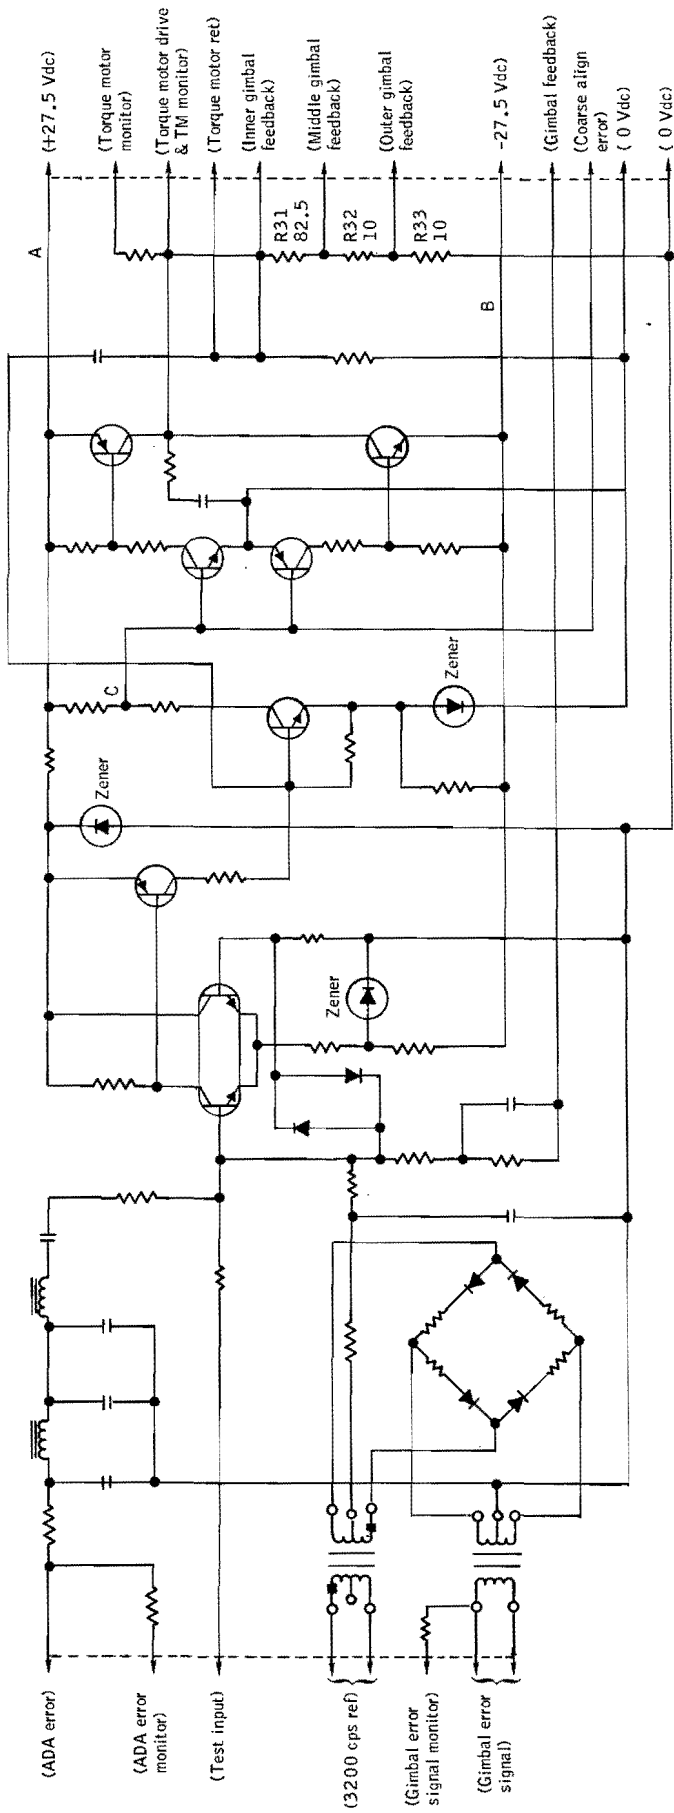 (+27.5 Vdc)
(Torque motor
monitor)
(Torque motor drive
& TM monitor)
(Torque motor ret)
(Inner gimbal
feedback)
(Middle gimbal
feedback)
(Outer gimbal
feedback)
-27.5 Vdc)
(Gimbal feedback)
(Coarse align
error)
( 0 Vdc)
( 0 Vdc)
A
R31
82.5
R32
10
R33
10
B
C
Zener
Zener
Zener
(ADA error)
(ADA error
monitor)
(Test input)
(3200 cps ref)
(Gimbal error
signal monitor)
(Gimbal error
signal)